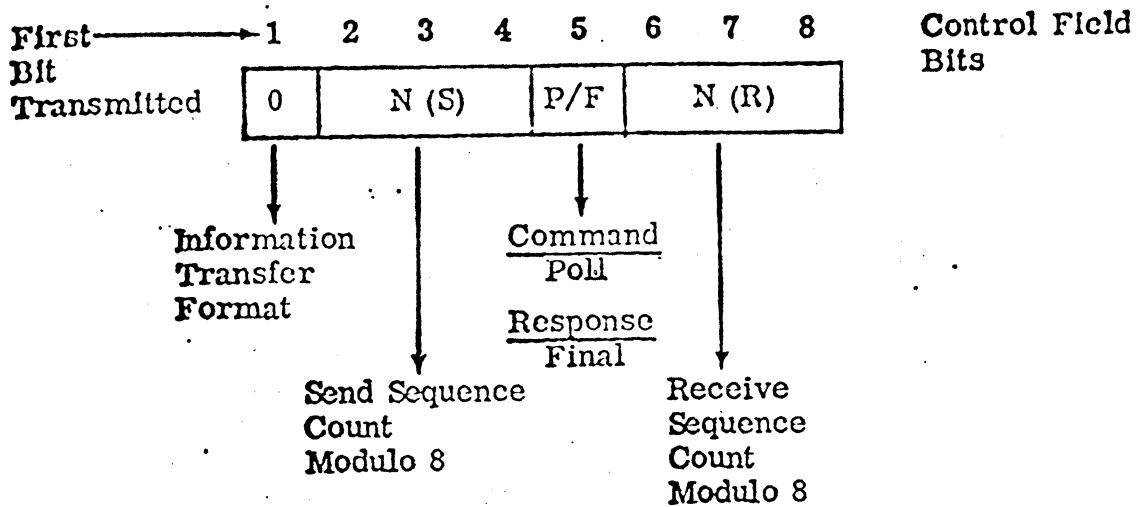 First 1 2 3 4 5 6 7 8 Control Field
Bit Bits
Transmitted 0 N (S) P/F N (R)
Information
Transfer
Format
Command
Poll
Response
Final
Send Sequence
Count
Modulo 8
Receive
Sequence
Count
Modulo 8